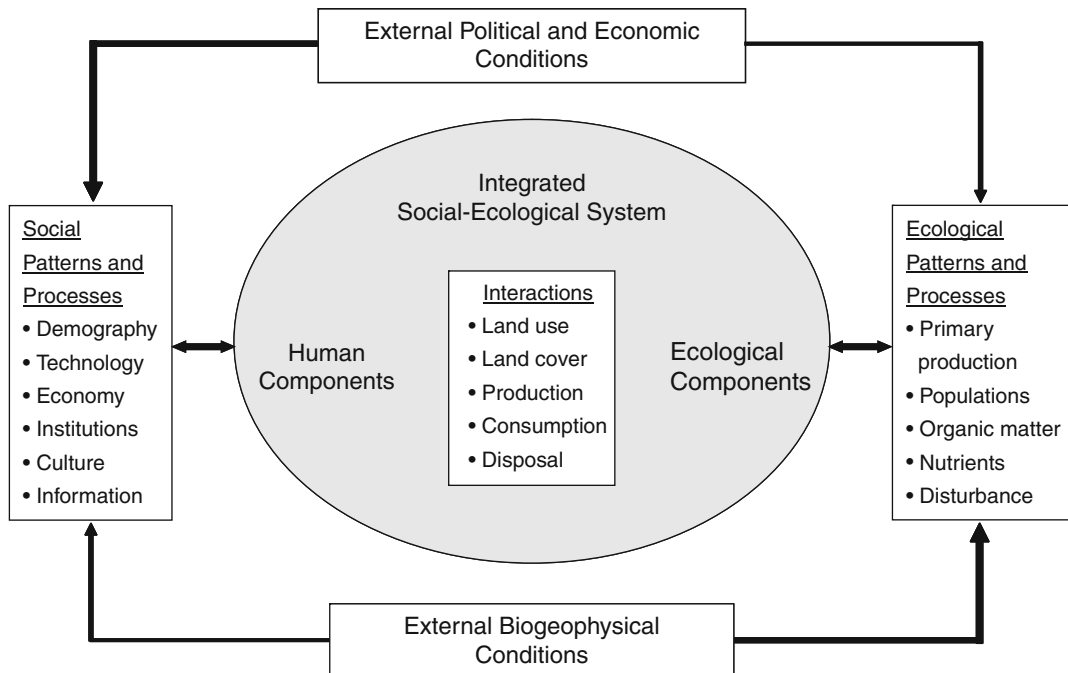 External Political and Economic
Conditions
Integrated
Social-Ecological System
Social
Patterns and
Processes
• Demography
• Technology
• Economy
• Institutions
• Culture
• Information
Human
Components
Interactions
• Land use
• Land cover
• Production
• Consumption
• Disposal
Ecological
Components
Ecological
Patterns and
Processes
• Primary
production
• Populations
• Organic matter
• Nutrients
• Disturbance
External Biogeophysical
Conditions